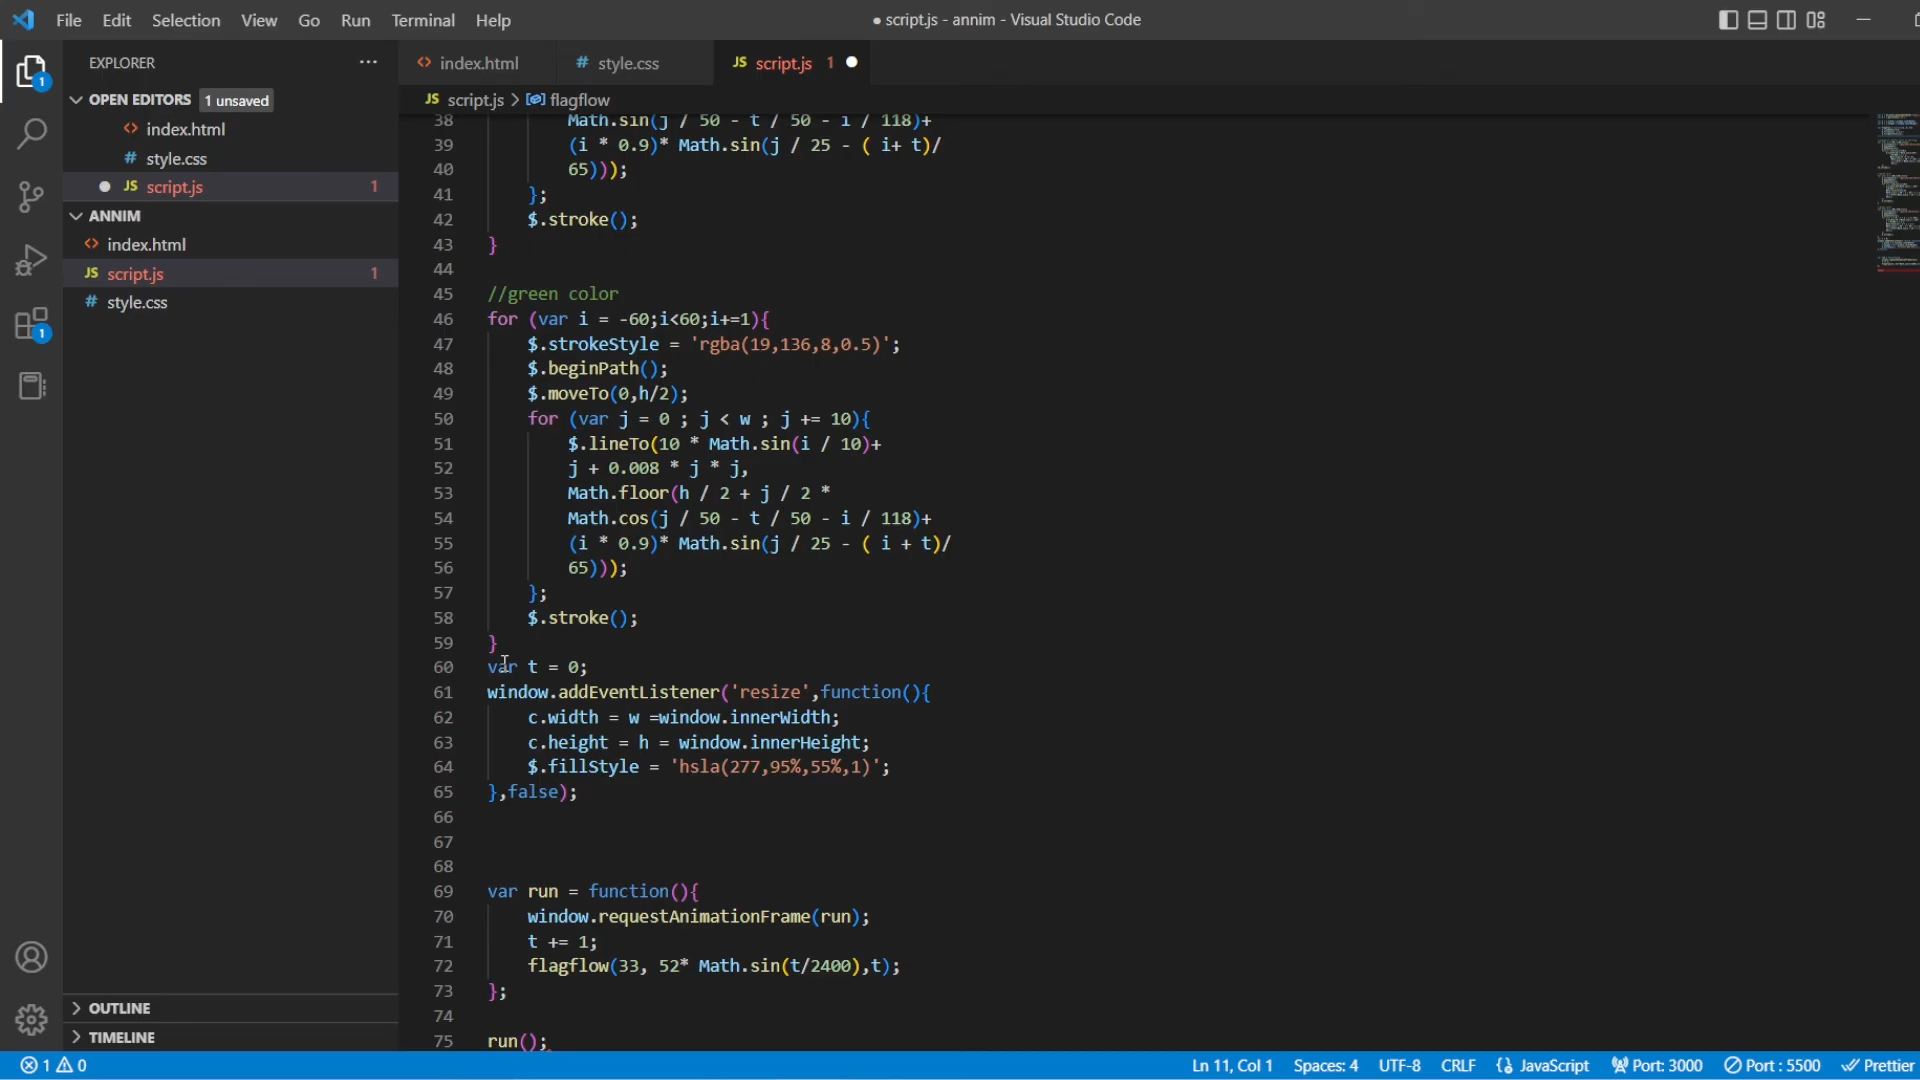 File Edit Selection View Go Run Terminal Help
● script.js - annim - Visual Studio Code
EXPLORER
OPEN EDITORS 1 unsaved
index.html
style.css
script.js 1
ANNIM
index.html
script.js 1
style.css
OUTLINE
TIMELINE
index.html style.css JS script.js 1
JS script.js > flagflow
38 Math.sin(j / 50 - t / 50 - i / 118)+
39 (i * 0.9)* Math.sin(j / 25 - ( i+ t)/
40 65)));
41 };
42 $.stroke();
43 }
44
45 //green color
46 for (var i = -60;i<60;i+=1){
47 $.strokeStyle = 'rgba(19,136,8,0.5)';
48 $.beginPath();
49 $.moveTo(0,h/2);
50 for (var j = 0 ; j < w ; j += 10){
51 $.lineTo(10 * Math.sin(i / 10)+
52 j + 0.008 * j * j,
53 Math.floor(h / 2 + j / 2 *
54 Math.cos(j / 50 - t / 50 - i / 118)+
55 (i * 0.9)* Math.sin(j / 25 - ( i + t)/
56 65)));
57 };
58 $.stroke();
59 }
60 var t = 0;
61 window.addEventListener('resize',function(){
62 c.width = w =window.innerWidth;
63 c.height = h = window.innerHeight;
64 $.fillStyle = 'hsla(277,95%,55%,1)';
65 },false);
66
67
68
69 var run = function(){
70 window.requestAnimationFrame(run);
71 t += 1;
72 flagflow(33, 52* Math.sin(t/2400),t);
73 };
74
75 run();
1 0
Ln 11, Col 1 Spaces: 4 UTF-8 CRLF {} JavaScript Port: 3000 Port : 5500 Prettier